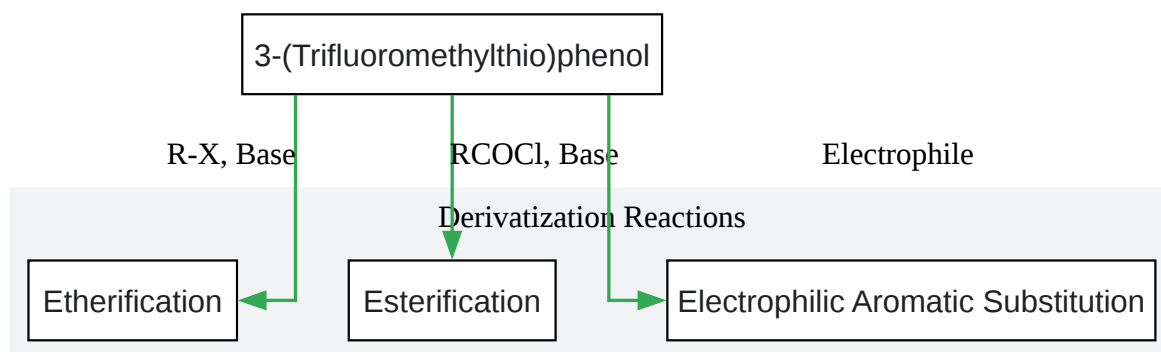 3-(Trifluoromethylthio)phenol
R-X, Base RCOCl, Base Electrophile
Derivatization Reactions
Etherification Esterification Electrophilic Aromatic Substitution